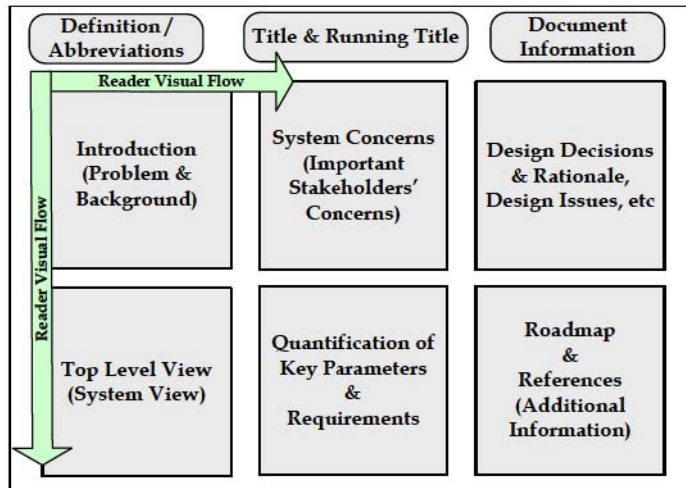 Definition /
Abbreviations
Title & Running Title
Document
Information
Reader Visual Flow
Reader Visual Flow
Introduction
(Problem &
Background)
System Concerns
(Important
Stakeholders’
Concerns)
Design Decisions
& Rationale,
Design Issues, etc
Top Level View
(System View)
Quantification of
Key Parameters
&
Requirements
Roadmap
&
References
(Additional
Information)